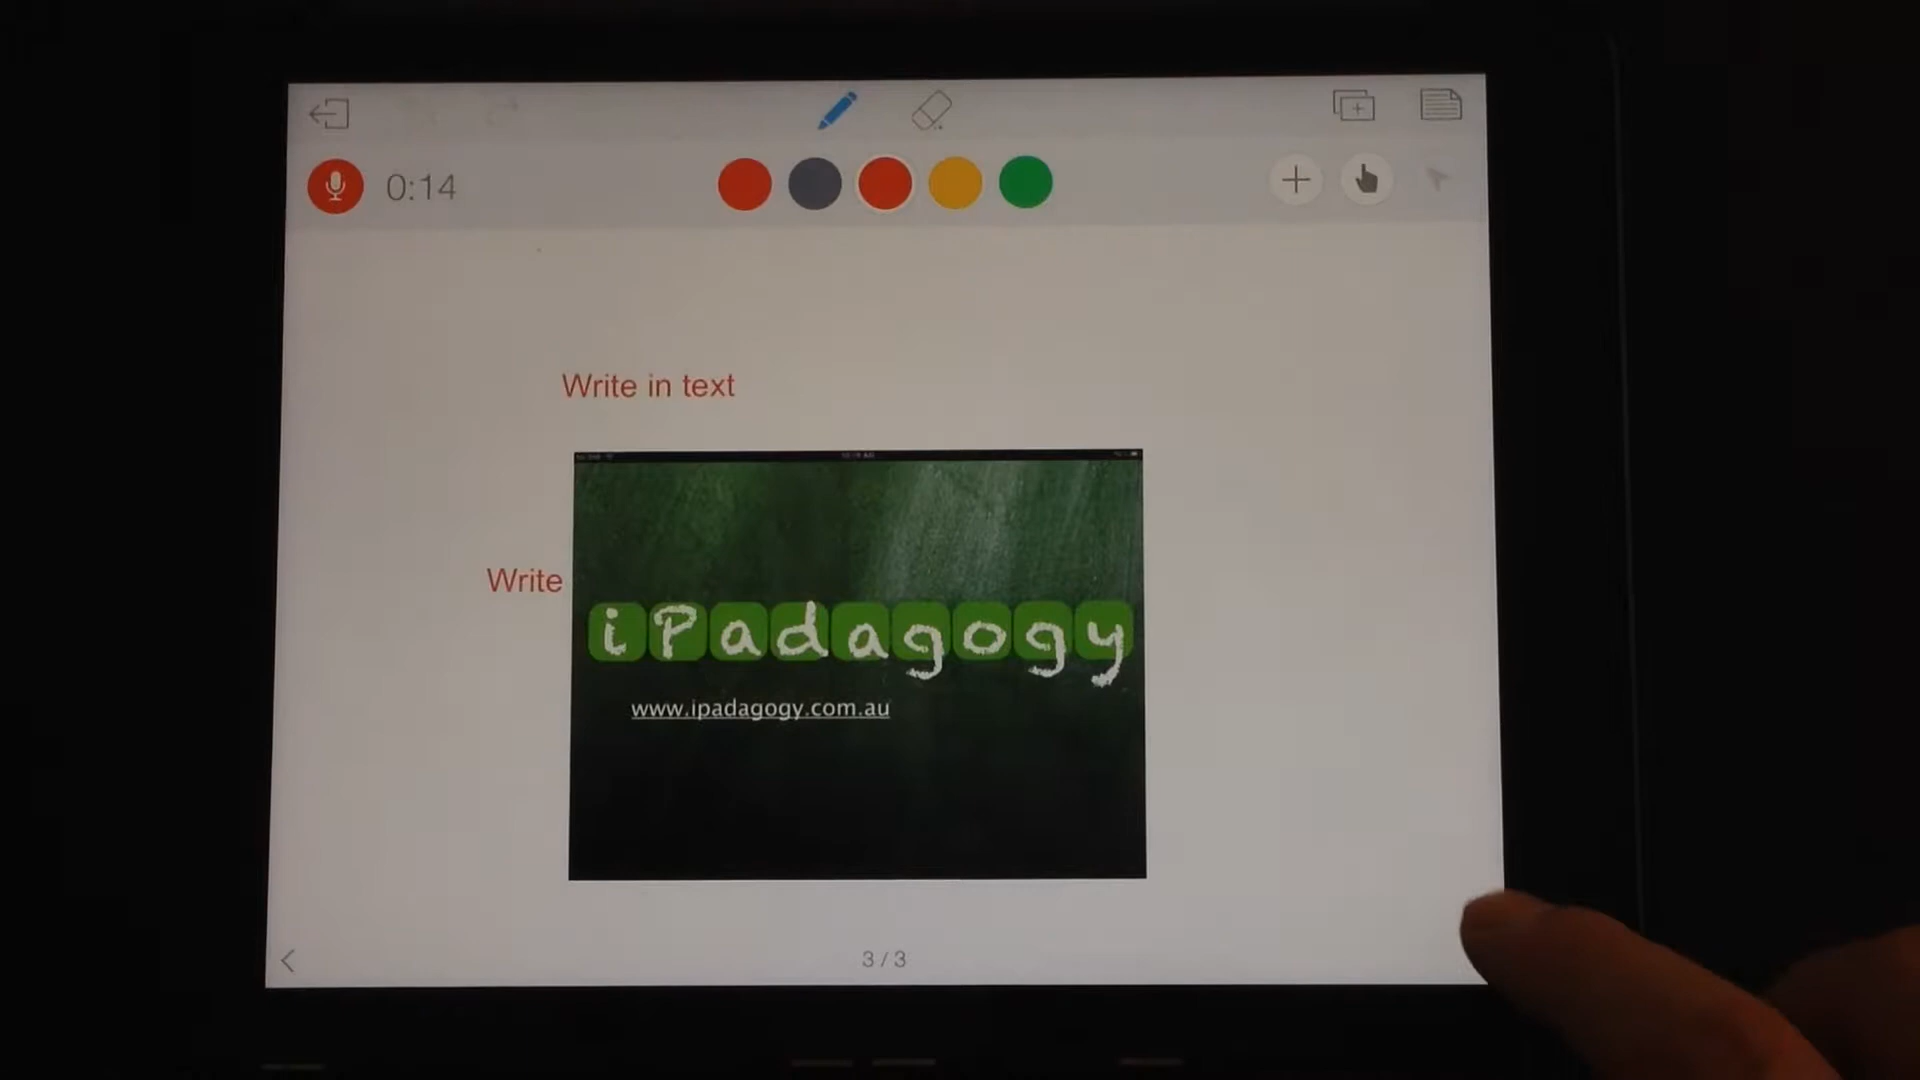 0:14
Write in text
Write
iPadagogy
www.ipadagogy.com.au
3 / 3